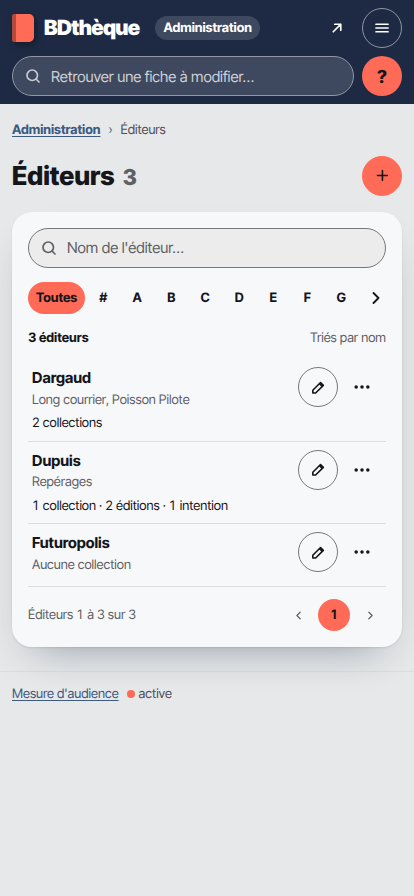 BDthèque Administration
Retrouver une fiche à modifier... ?
Administration › Éditeurs
Éditeurs 3 +
Nom de l'éditeur...
Toutes # A B C D E F G
3 éditeurs Triés par nom
Dargaud
Long courrier, Poisson Pilote
2 collections
Dupuis
Repérages
1 collection · 2 éditions · 1 intention
Futuropolis
Aucune collection
Éditeurs 1 à 3 sur 3 ‹ 1 ›
Mesure d'audience active